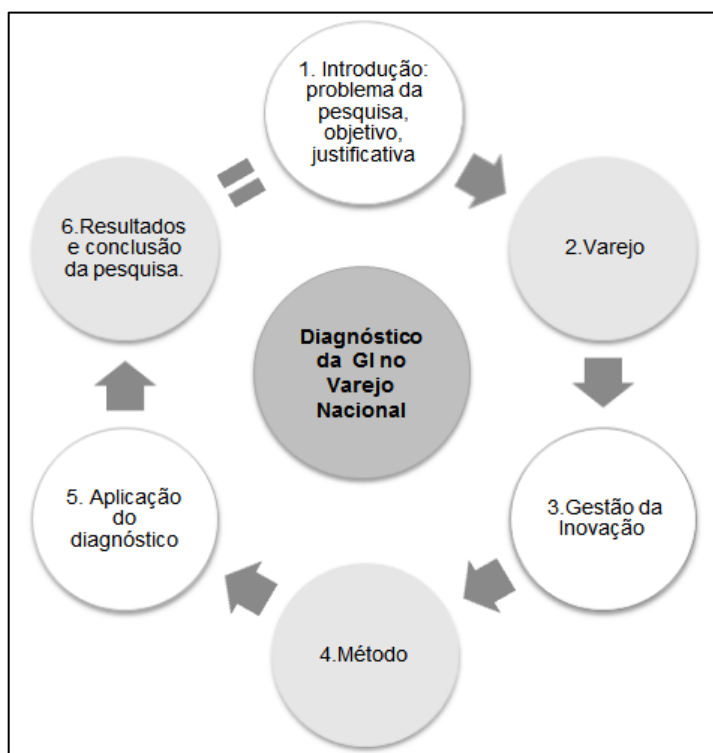 1. Introdução:
problema da
pesquisa,
objetivo,
justificativa
2.Varejo
3.Gestão da
Inovação
4.Método
5. Aplicação
do
diagnóstico
6.Resultados
e conclusão
da pesquisa.
Diagnóstico
da GI no
Varejo
Nacional